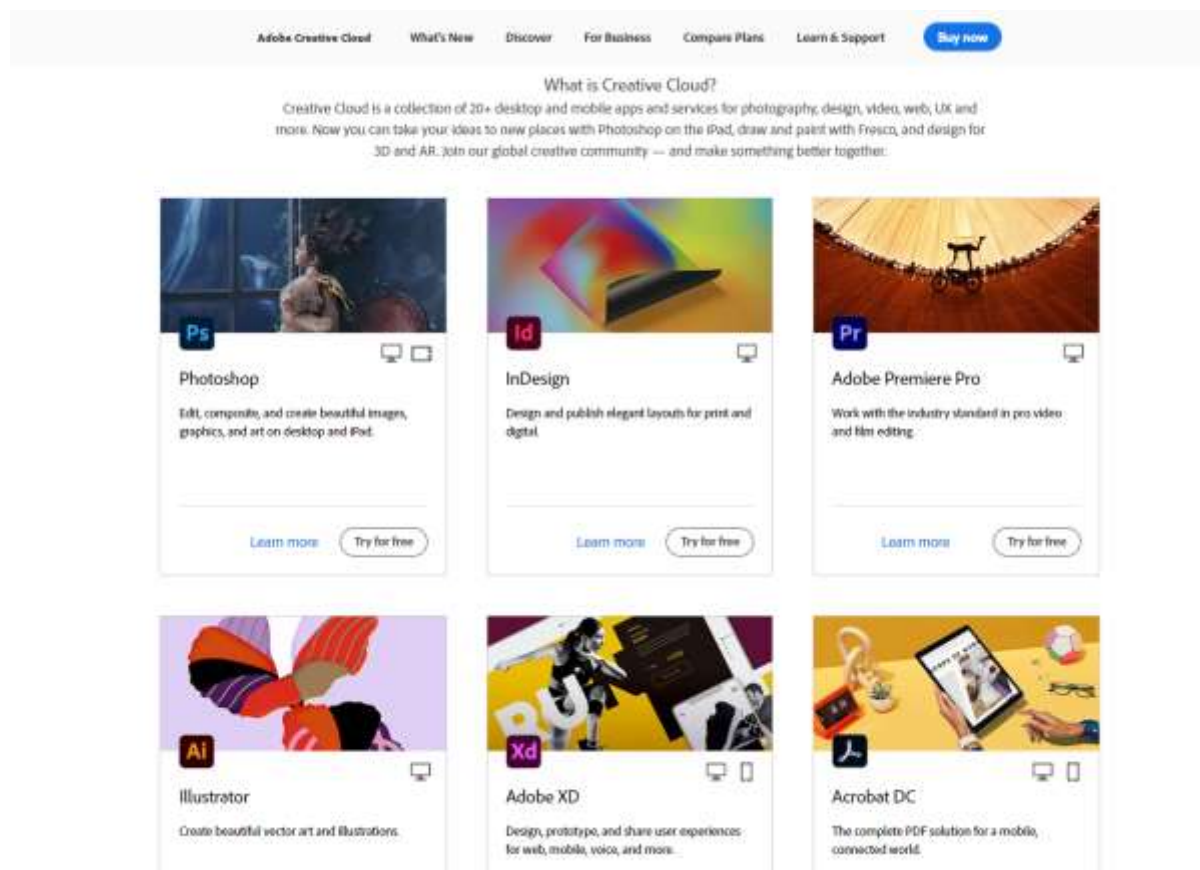 Adobe Creative Cloud What's New Discover For Business Compare Plans Learn & Support Buy now
What is Creative Cloud?
Creative Cloud is a collection of 20+ desktop and mobile apps and services for photography, design, video, web, UX and
more. Now you can take your ideas to new places with Photoshop on the iPad, draw and paint with Fresco, and design for
3D and AR. Join our global creative community — and make something better together.
Ps
Photoshop
Edit, composite, and create beautiful images,
graphics, and art on desktop and iPad.
Learn more Try for free
Id
InDesign
Design and publish elegant layouts for print and
digital.
Learn more Try for free
Pr
Adobe Premiere Pro
Work with the industry standard in pro video
and film editing.
Learn more Try for free
Ai
Illustrator
Create beautiful vector art and illustrations.
RU
Xd
Adobe XD
Design, prototype, and share user experiences
for web, mobile, voice, and more.
Acrobat DC
The complete PDF solution for a mobile,
connected world.